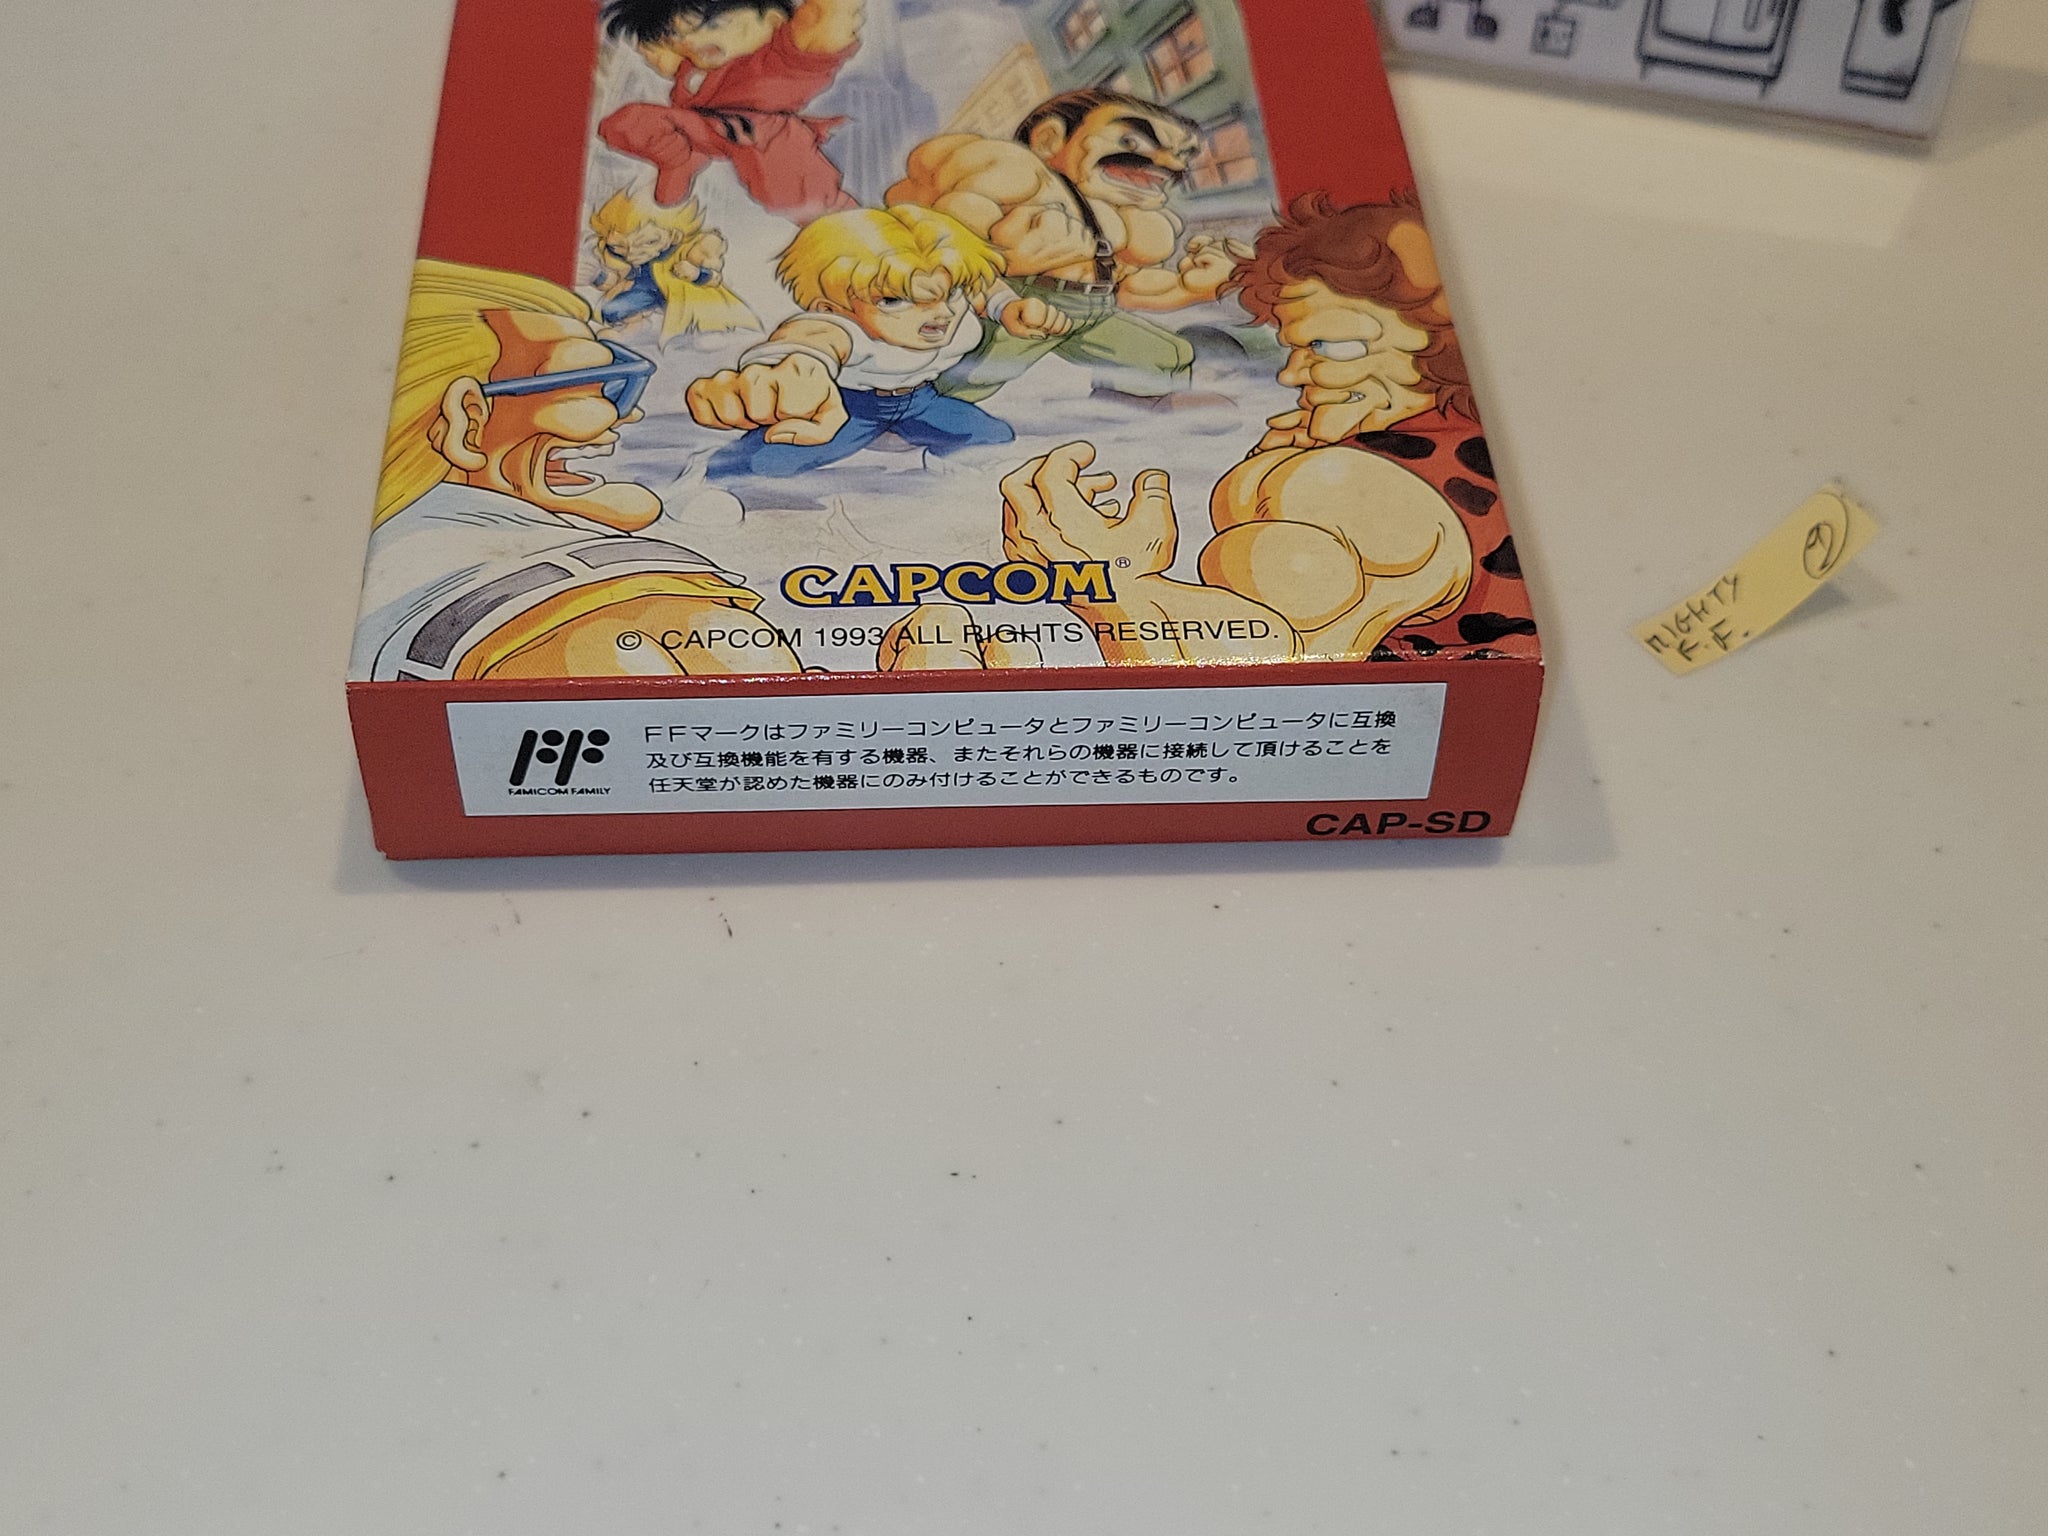 CAPCOM®
© CAPCOM 1993 ALL RIGHTS RESERVED.
FF
FAMICOM FAMILY
FFマークはファミリーコンピュータとファミリーコンピュータに互換
及び互換機能を有する機器、またそれらの機器に接続して頂けることを
任天堂が認めた機器にのみ付けることができるものです。
CAP-SD
MIGHTY
F.F.